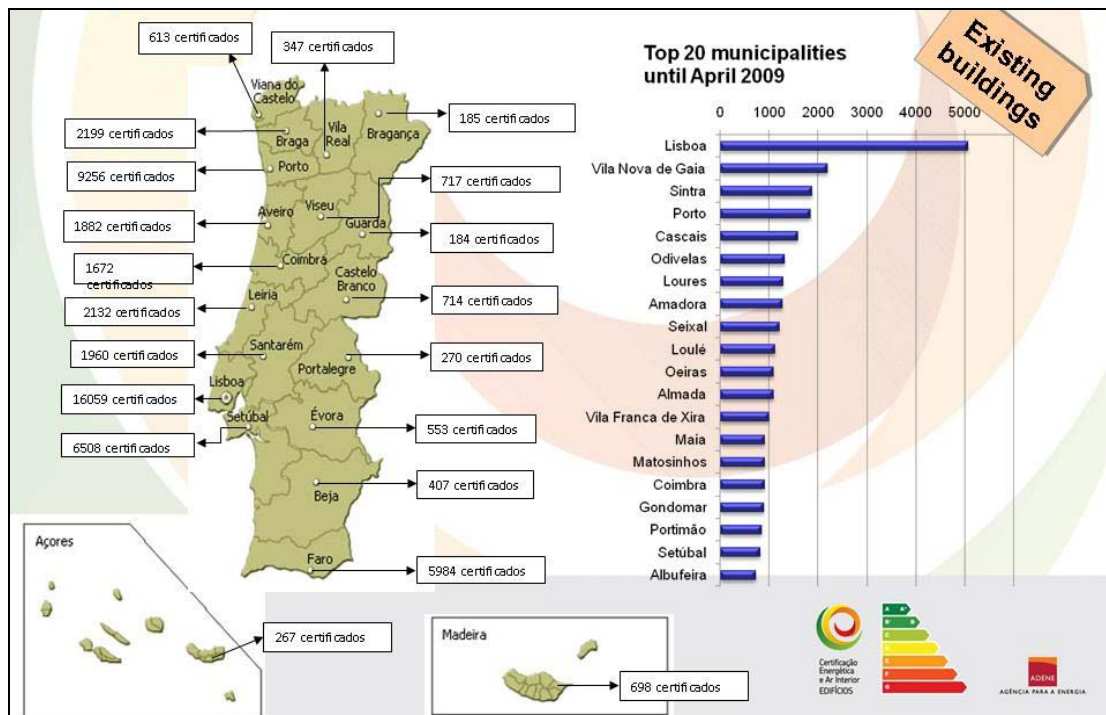 613 certificados
347 certificados
Viana do
Castelo
2199 certificados
Braga
Vila
Real
Bragança
185 certificados
9256 certificados
Porto
717 certificados
1882 certificados
Aveiro
Viseu
Guarda
184 certificados
1672
certificados
Coimbra
Castelo
Branco
714 certificados
2132 certificados
Leiria
1960 certificados
Santarém
Portalegre
270 certificados
Lisboa
16059 certificados
Setúbal
Évora
553 certificados
6508 certificados
Beja
407 certificados
Faro
5984 certificados
Açores
267 certificados
Madeira
698 certificados
Existing
buildings
Top 20 municipalities
until April 2009
0 1000 2000 3000 4000 5000
Lisboa
Vila Nova de Gaia
Sintra
Porto
Cascais
Odivelas
Loures
Amadora
Seixal
Loulé
Oeiras
Almada
Vila Franca de Xira
Maia
Matosinhos
Coimbra
Gondomar
Portimão
Setúbal
Albufeira
Certificação
Energética
e Ar Interior
EDIFÍCIOS
A A+
B
C
D
E
F
G
ADENE
AGÊNCIA PARA A ENERGIA